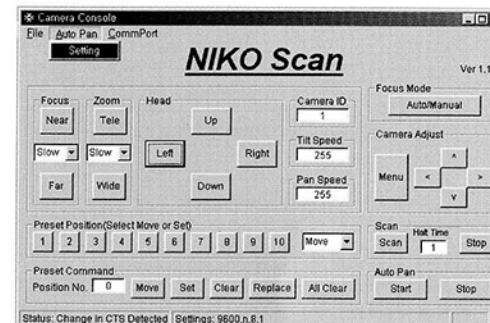 Camera Console
File Auto Pan CommPort
Setting
NIKO Scan
Ver 1,1
Focus Zoom Head Camera ID Focus Mode
Near Tele Up 1 Auto/Manual
Tilt Speed Camera Adjust
Slow Slow Left Right 255 Menu ^
< >
Pan Speed v
Far Wide Down 255
Preset Position(Select Move or Set) Scan Halt Time
1 2 3 4 5 6 7 8 9 10 Move Scan 1 Stop
Preset Command Auto Pan
Position No. 0 Move Set Clear Replace All Clear Start Stop
Status: Change in CTS Detected Settings: 9600,n,8,1